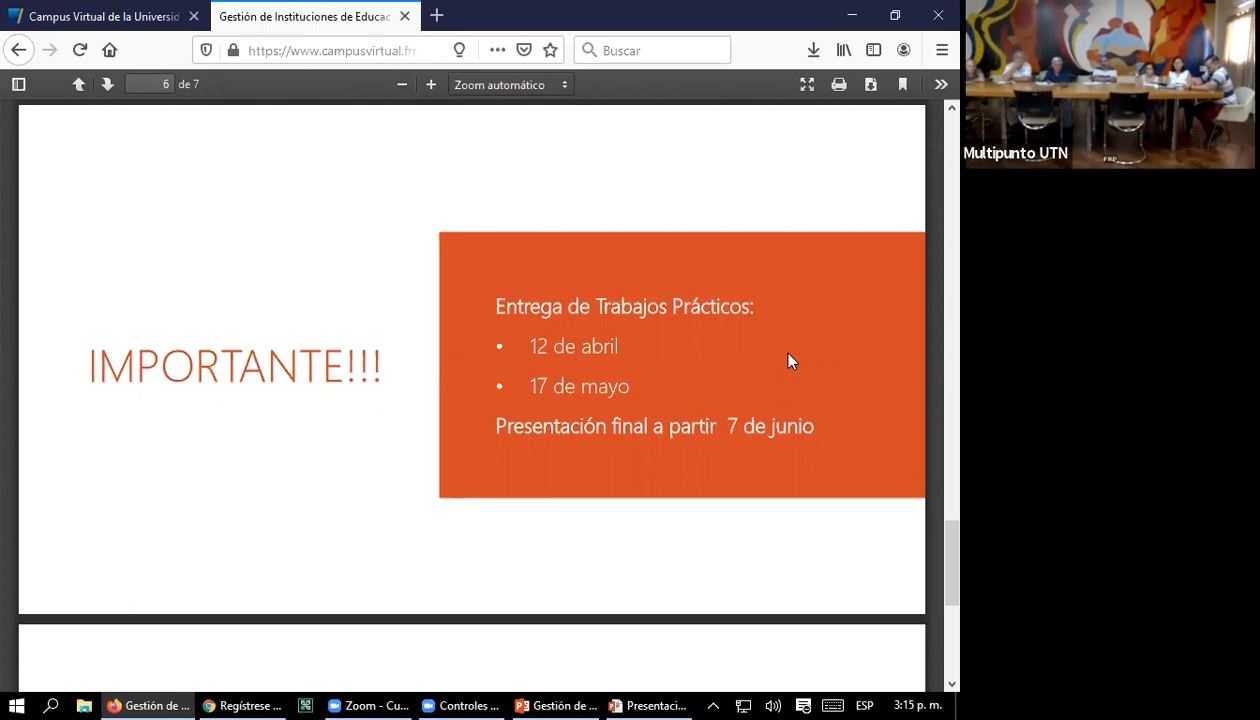 Campus Virtual de la Universid
Gestión de Instituciones de Educac
https://www.campusvirtual.frr
Buscar
6 de 7
Zoom automático
IMPORTANTE!!!
Entrega de Trabajos Prácticos:
• 12 de abril
• 17 de mayo
Presentación final a partir 7 de junio
Multipunto UTN
FRP
Gestión de ...
Regístrese ...
Zoom - Cu...
Controles ...
Gestión de ...
Presentaci...
ESP
3:15 p. m.